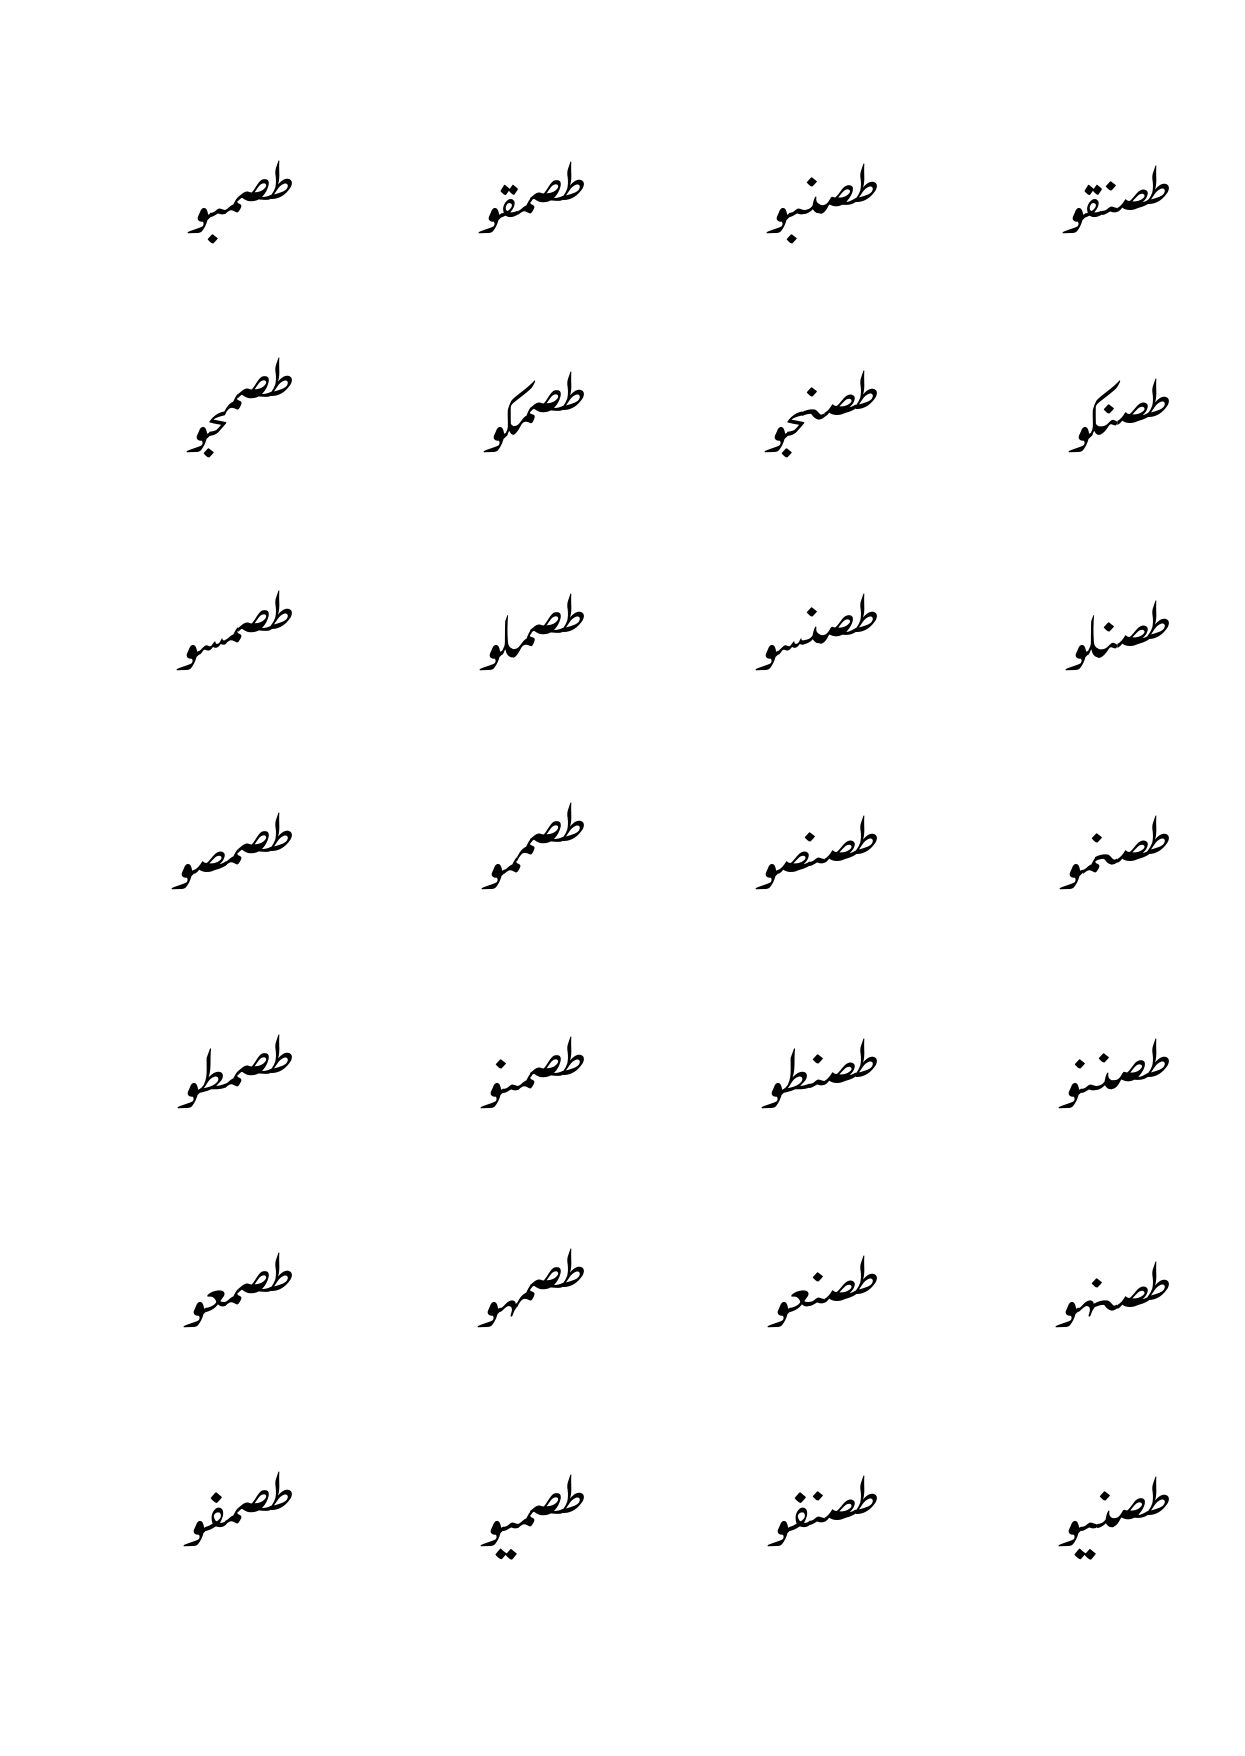 طصنقو طصنبو طصمقو طصمبو
طصنكو طصنجو طصمكو طصمجو
طصنلو طصنسو طصملو طصمسو
طصنمو طصنصو طصممو طصمصو
طصننو طصنطو طصمنو طصمطو
طصنهو طصنعو طصمهو طصمعو
طصنيو طصنفو طصميو طصمفو